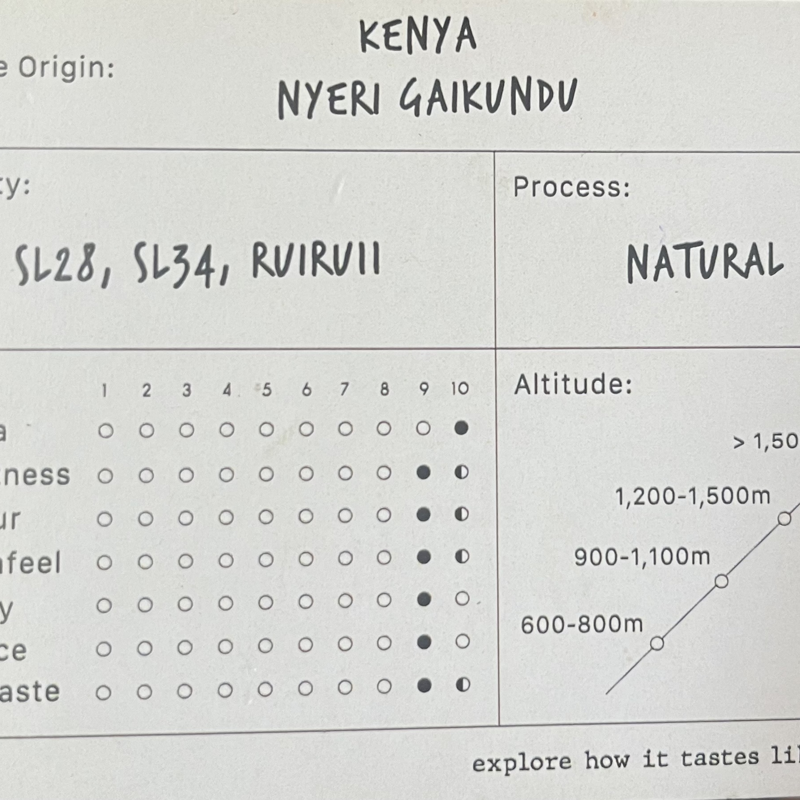 KENYA
e Origin:
NYERI GAIKUNDU
ty:
Process:
SL28, SL34, RUIRU11
NATURAL
1 2 3 4 5 6 7 8 9 10
Altitude:
a
> 1,50
ness
1,200-1,500m
ur
feel
900-1,100m
y
600-800m
ce
aste
explore how it tastes li